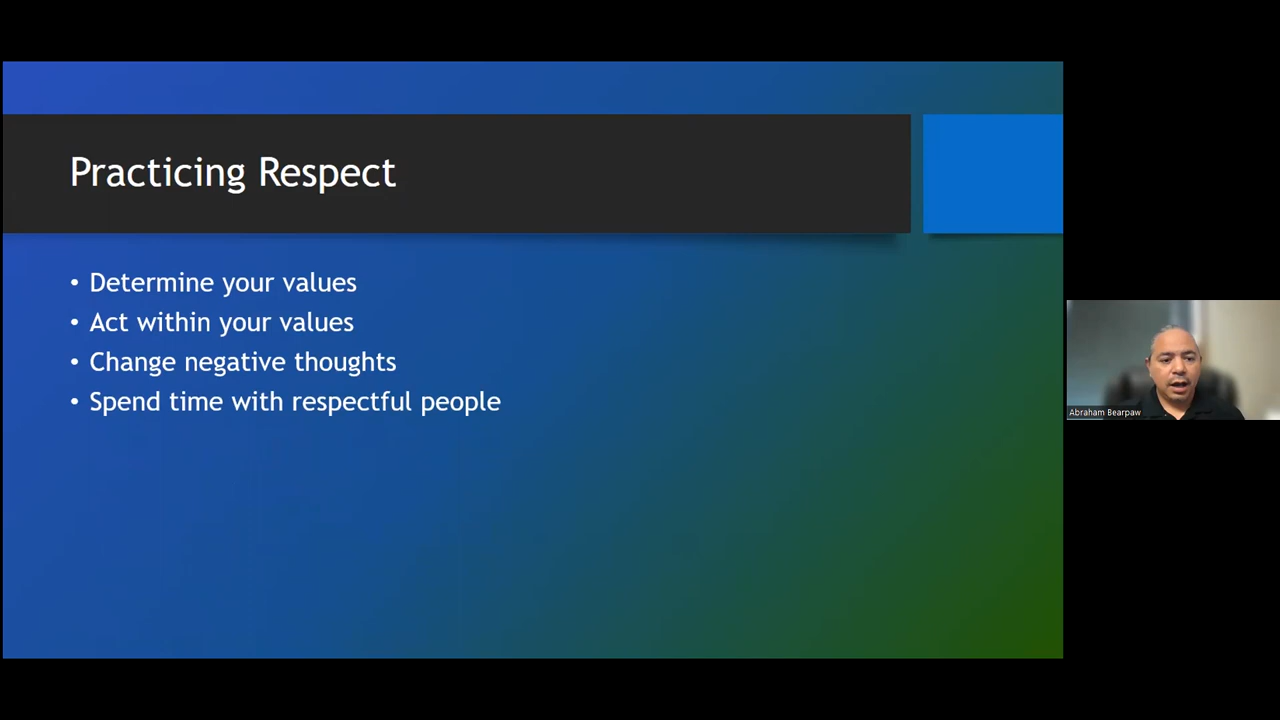 Practicing Respect
• Determine your values
• Act within your values
• Change negative thoughts
• Spend time with respectful people
Abraham Bearpaw